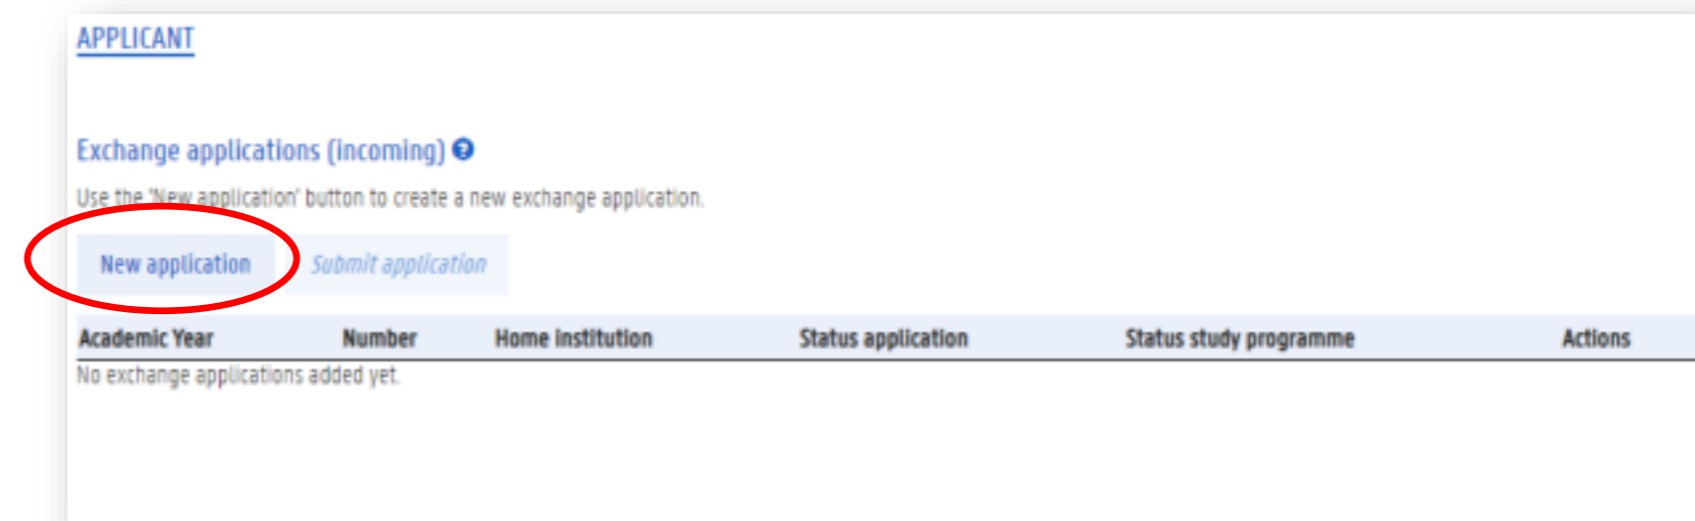 APPLICANT
Exchange applications (incoming) ?
Use the 'New application' button to create a new exchange application.
New application Submit application
Academic Year Number Home institution Status application Status study programme Actions
No exchange applications added yet.